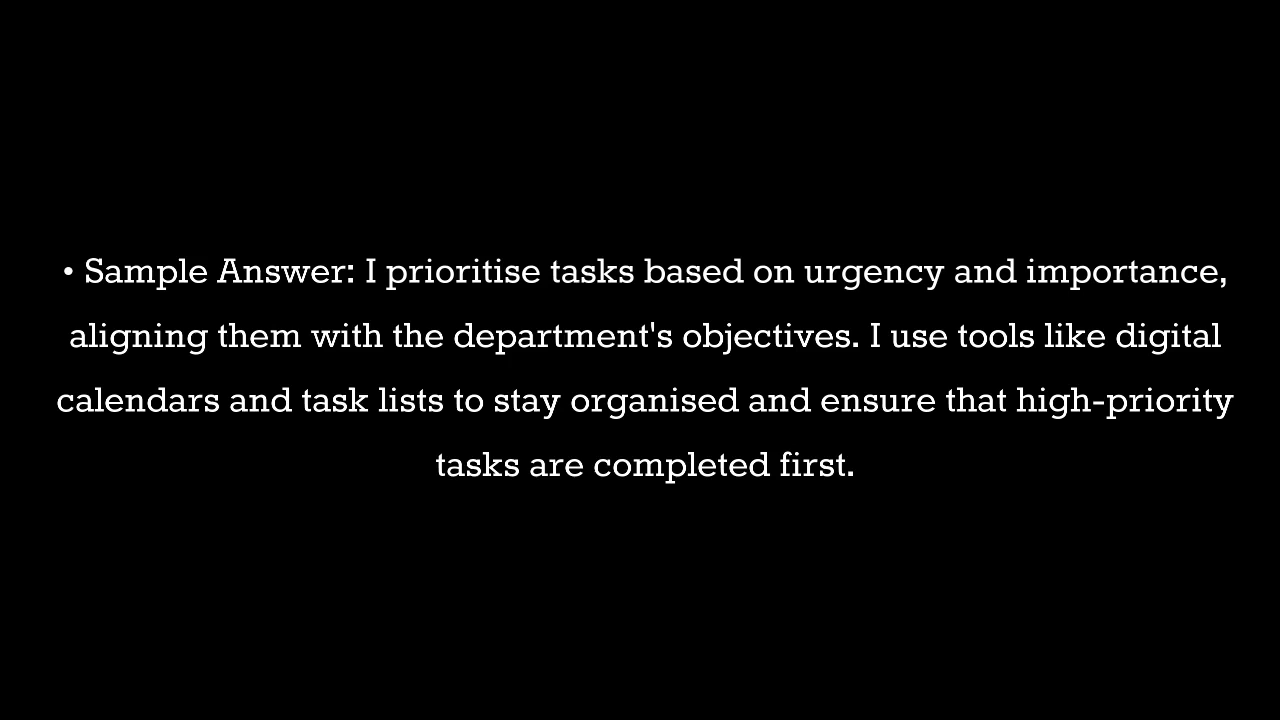 • Sample Answer: I prioritise tasks based on urgency and importance,
aligning them with the department's objectives. I use tools like digital
calendars and task lists to stay organised and ensure that high-priority
tasks are completed first.